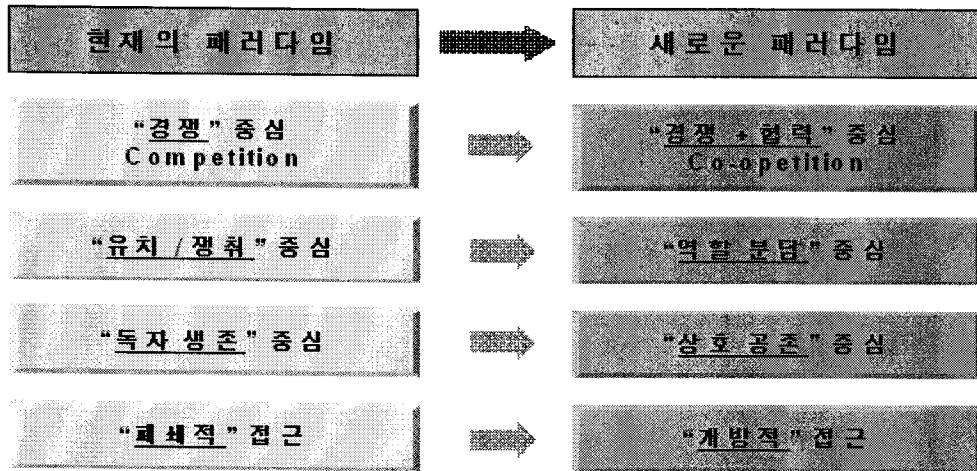 현재의 패러다임
새로운 패러다임
“경쟁” 중심
Competition
“경쟁 + 협력” 중심
Co-opetition
“유치 / 쟁취” 중심
“역할 분담” 중심
“독자 생존” 중심
“상호 공존” 중심
“폐쇄적” 접근
“개방적” 접근